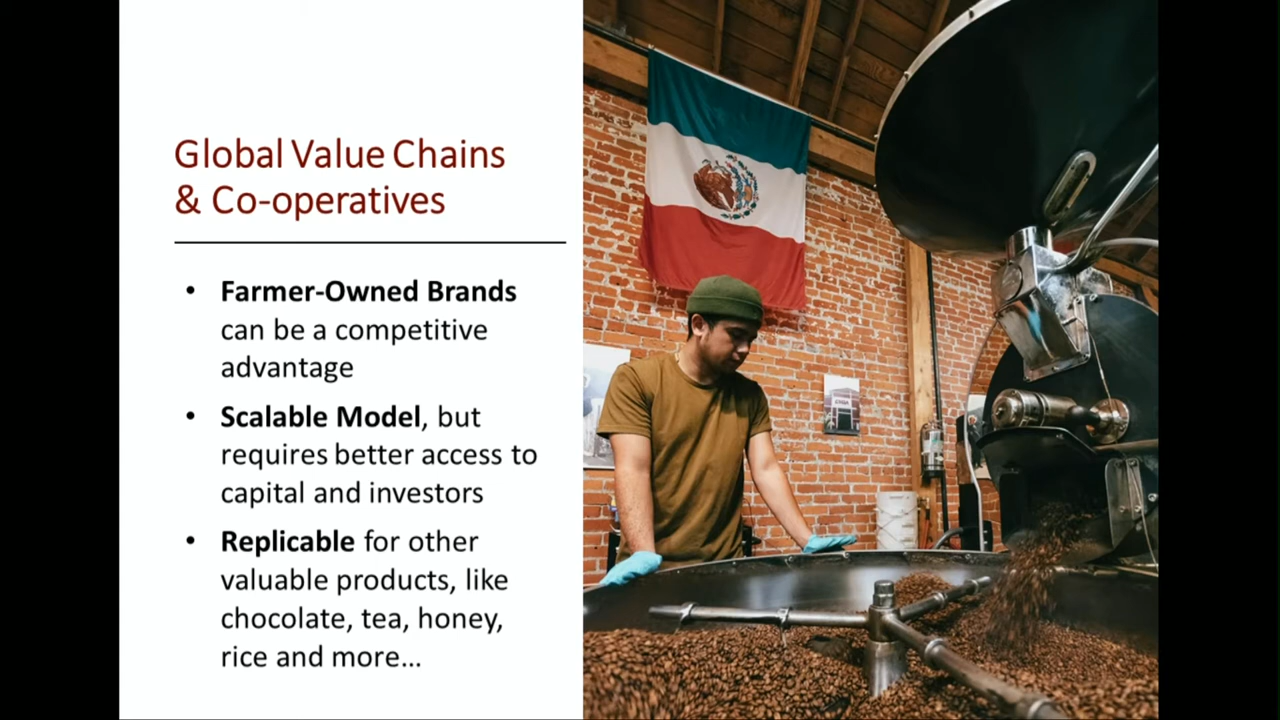 Global Value Chains
& Co-operatives
• Farmer-Owned Brands
can be a competitive
advantage
• Scalable Model, but
requires better access to
capital and investors
• Replicable for other
valuable products, like
chocolate, tea, honey,
rice and more...